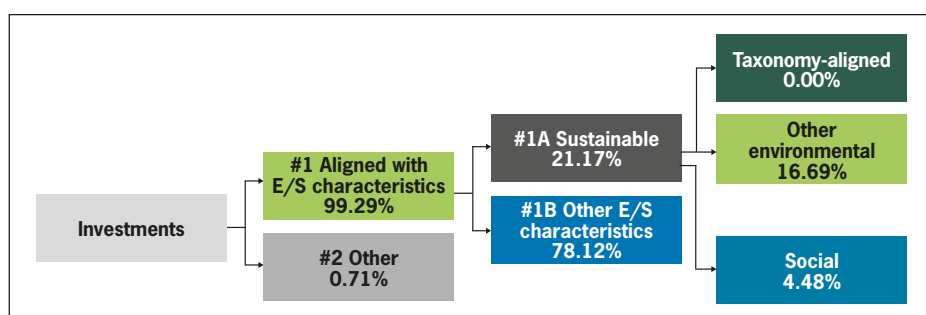 Investments
#1 Aligned with
E/S characteristics
99.29%
#2 Other
0.71%
#1A Sustainable
21.17%
#1B Other E/S
characteristics
78.12%
Taxonomy-aligned
0.00%
Other
environmental
16.69%
Social
4.48%